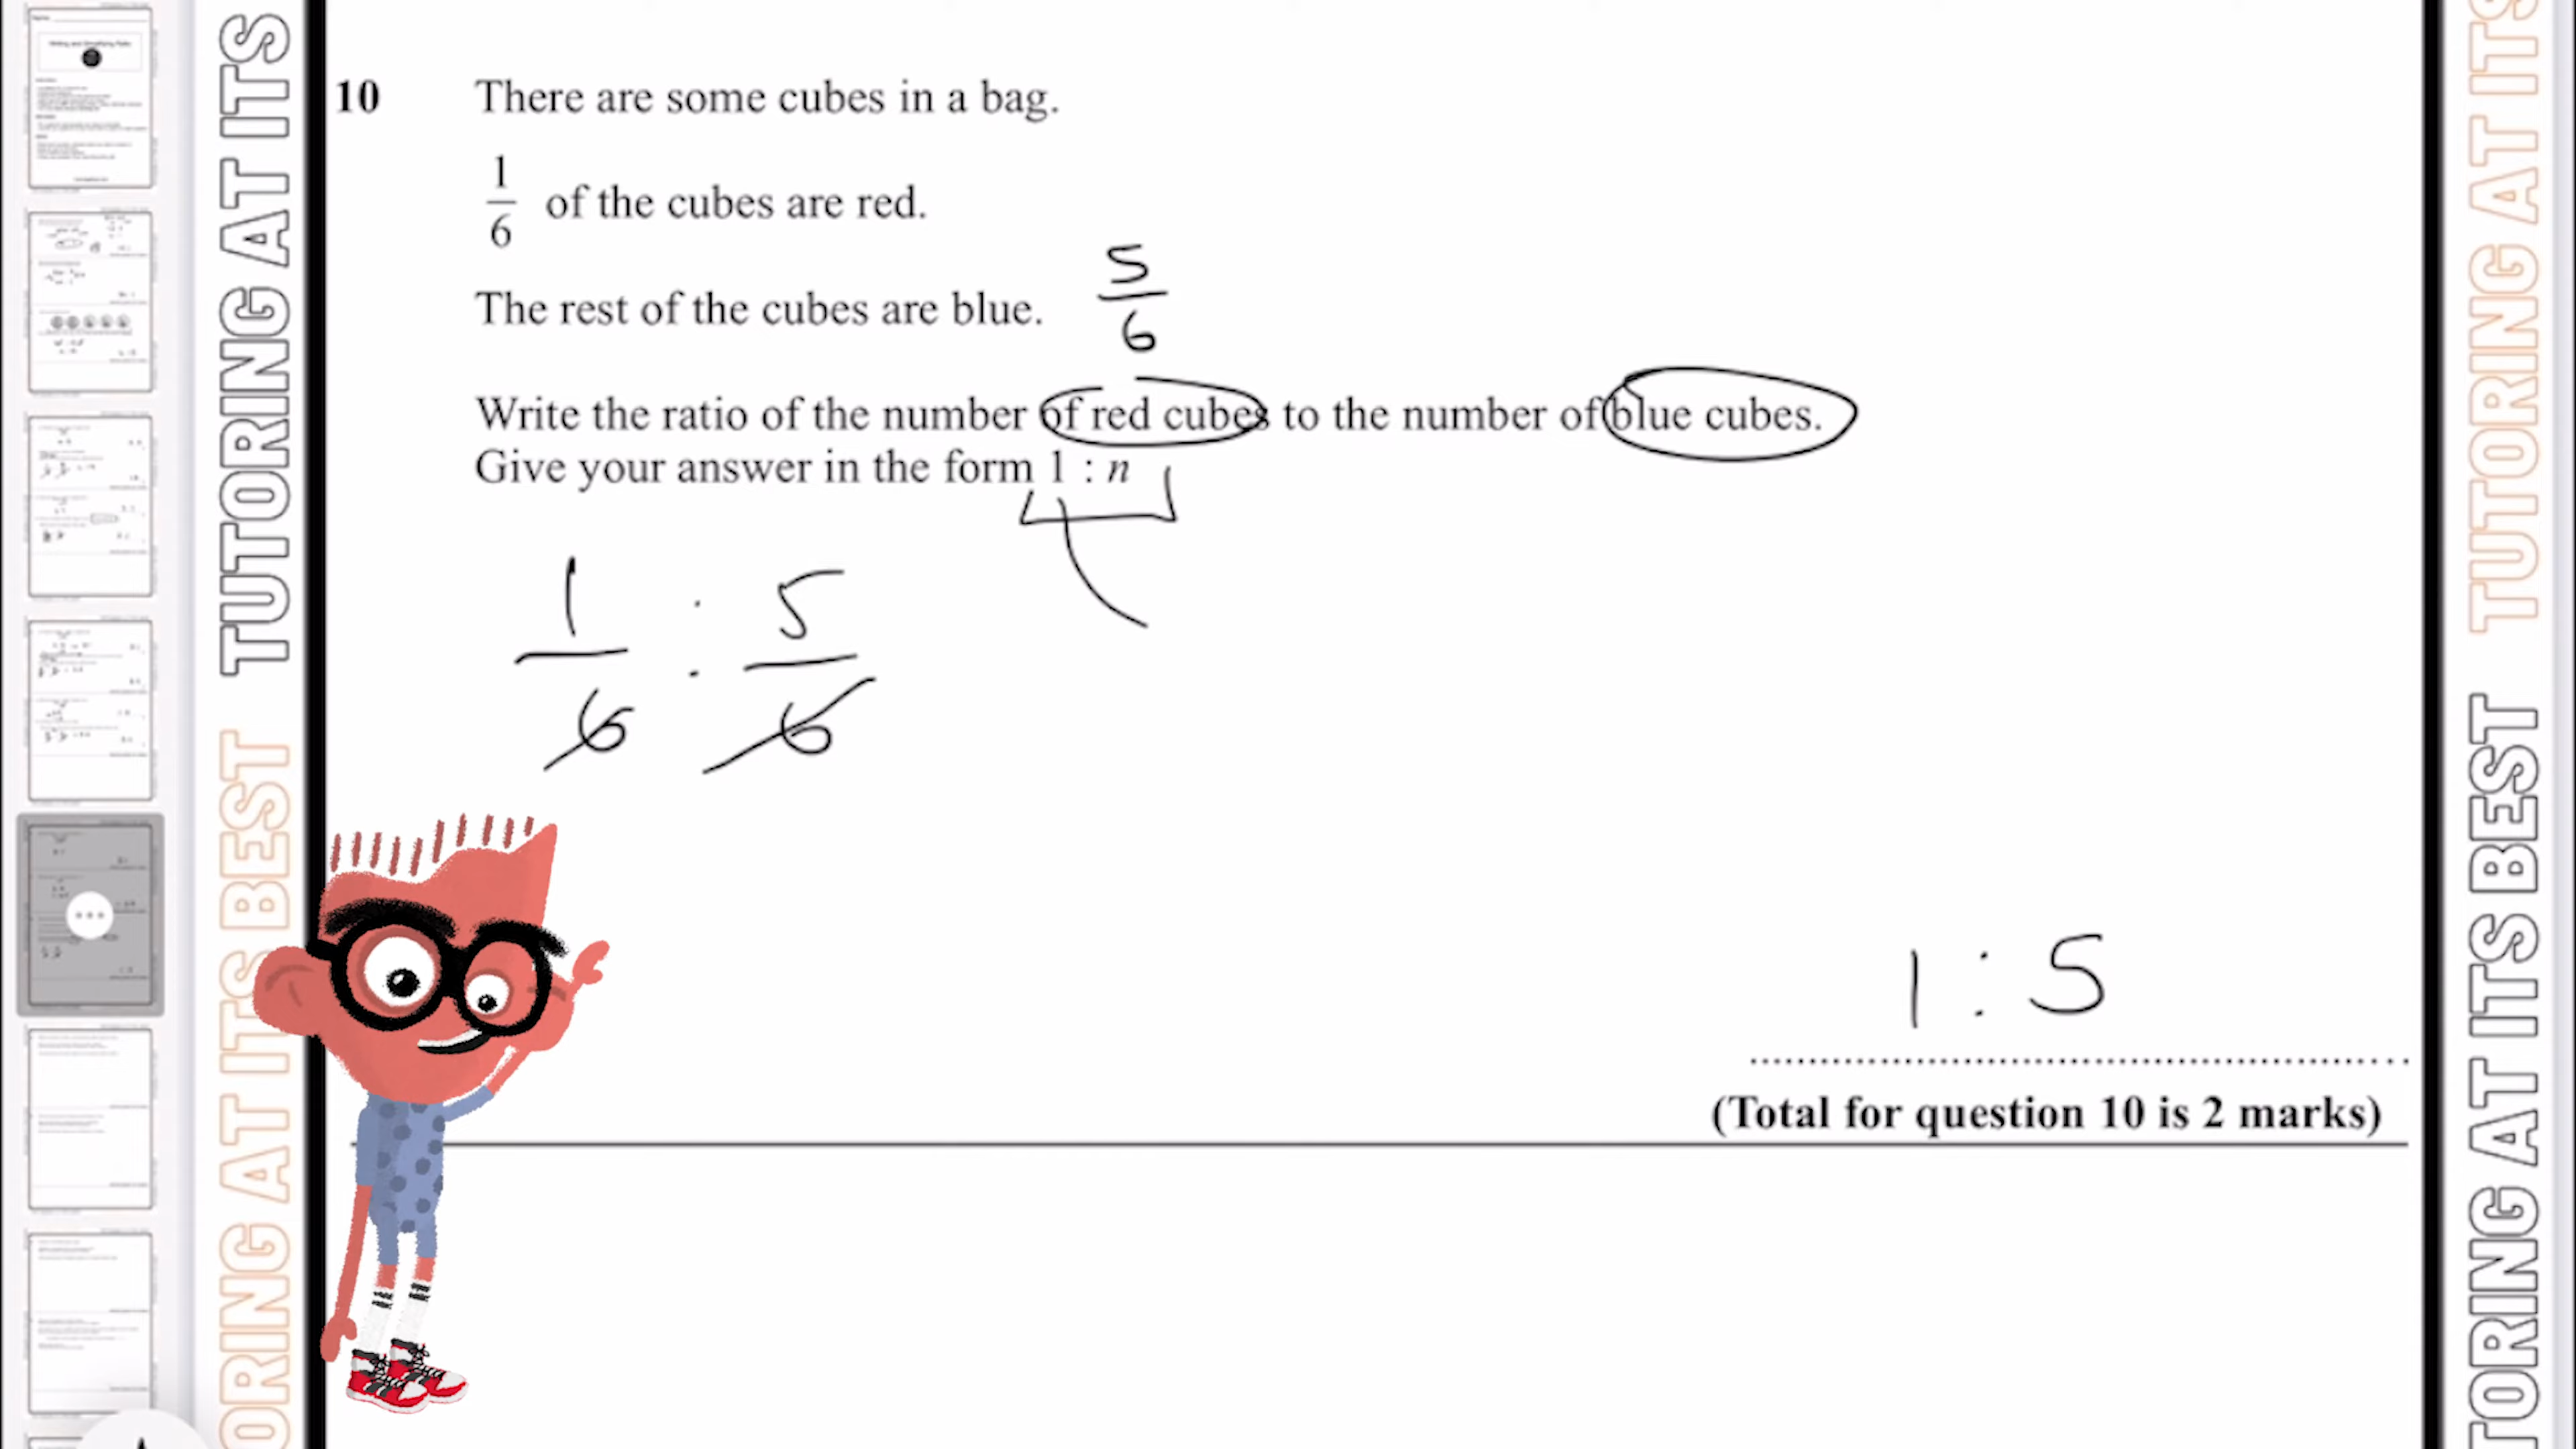 TUTORING AT ITS BEST TUTORING AT ITS
10 There are some cubes in a bag.
1/6 of the cubes are red.
The rest of the cubes are blue. 5/6
Write the ratio of the number of red cubes to the number of blue cubes.
Give your answer in the form 1 : n
1/6 : 5/6
1 : 5
(Total for question 10 is 2 marks)
TUTORING AT ITS BEST TUTORING AT ITS